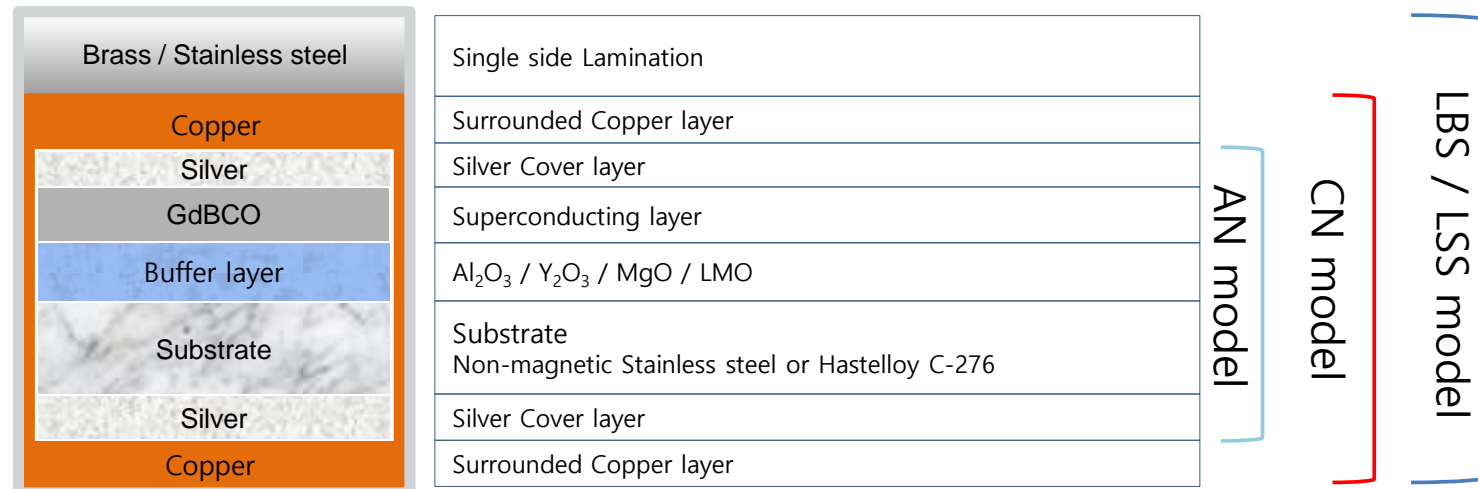 Brass / Stainless steel
Copper
Silver
GdBCO
Buffer layer
Substrate
Silver
Copper
Single side Lamination
Surrounded Copper layer
Silver Cover layer
Superconducting layer
Al₂O₃ / Y₂O₃ / MgO / LMO
Substrate
Non-magnetic Stainless steel or Hastelloy C-276
Silver Cover layer
Surrounded Copper layer
AN model
CN model
LBS / LSS model